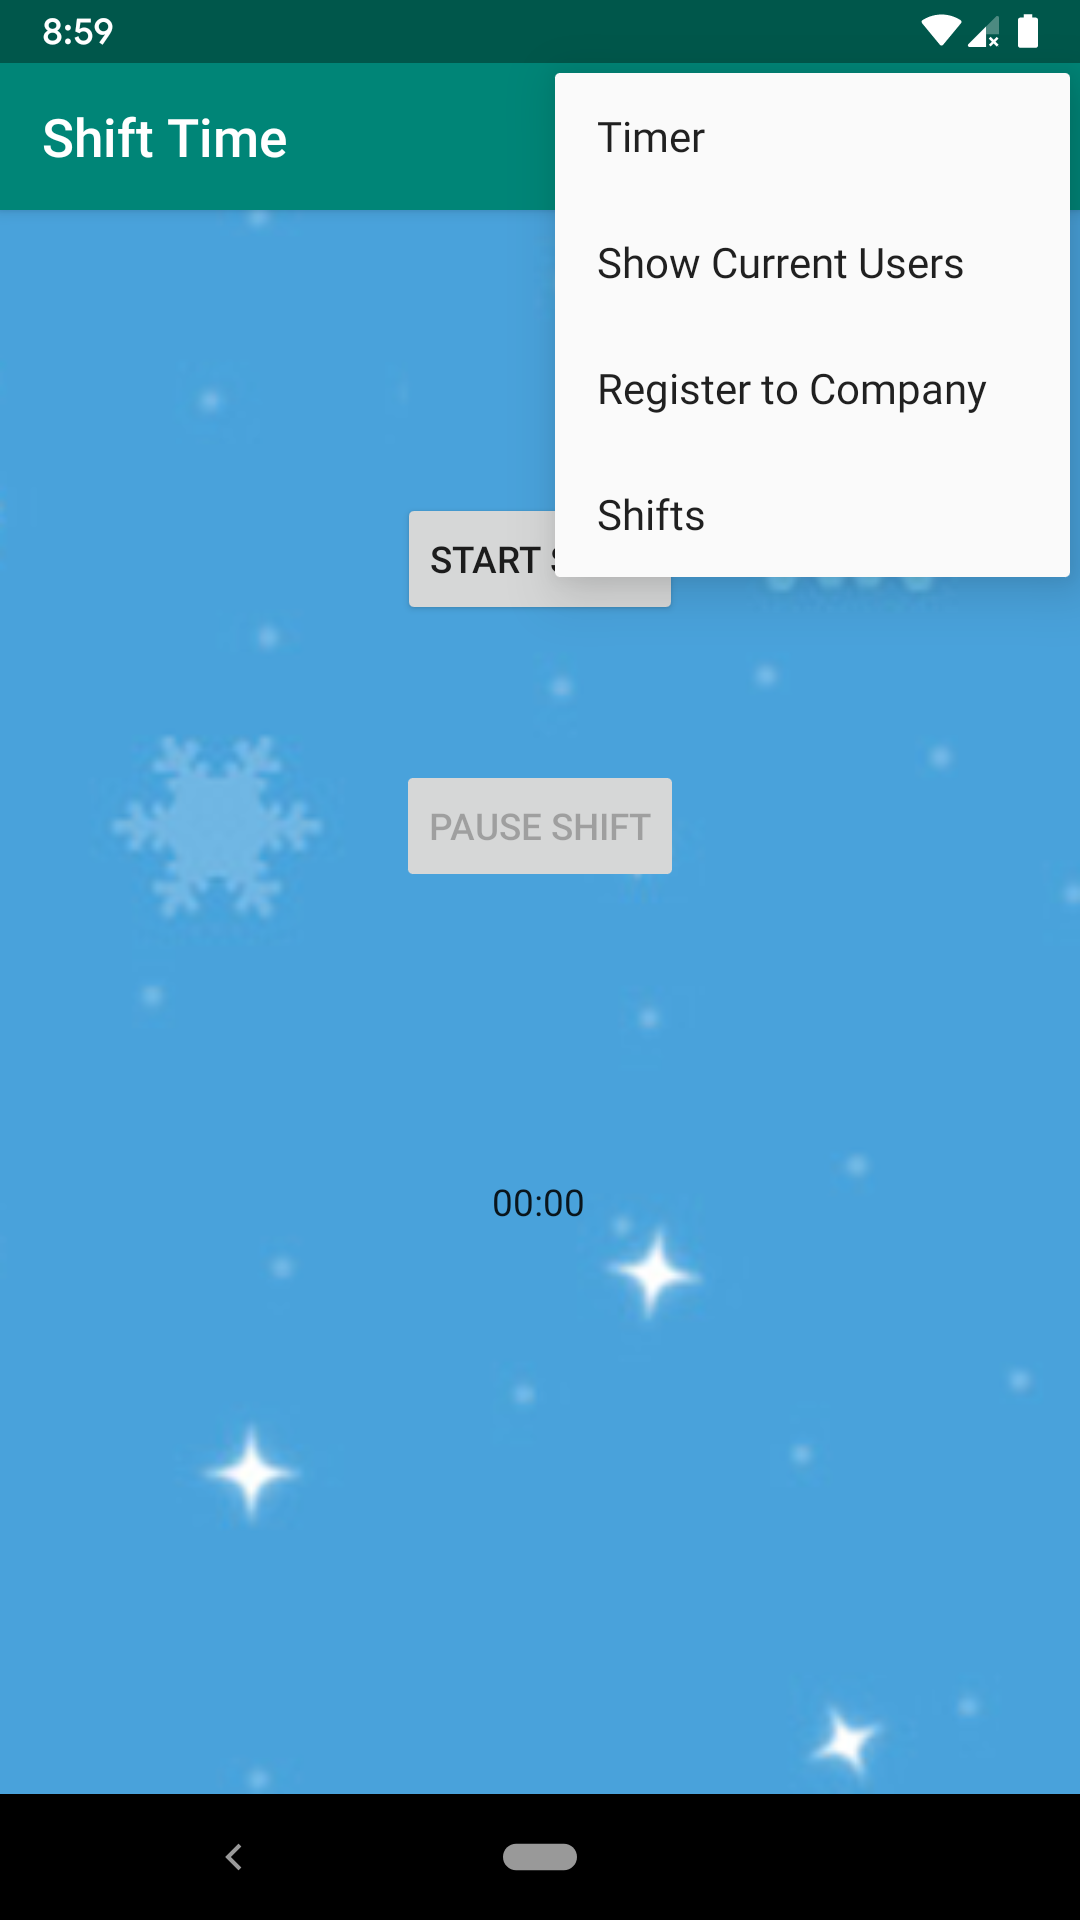 8:59
Shift Time
Timer
Show Current Users
Register to Company
Shifts
START
PAUSE SHIFT
00:00